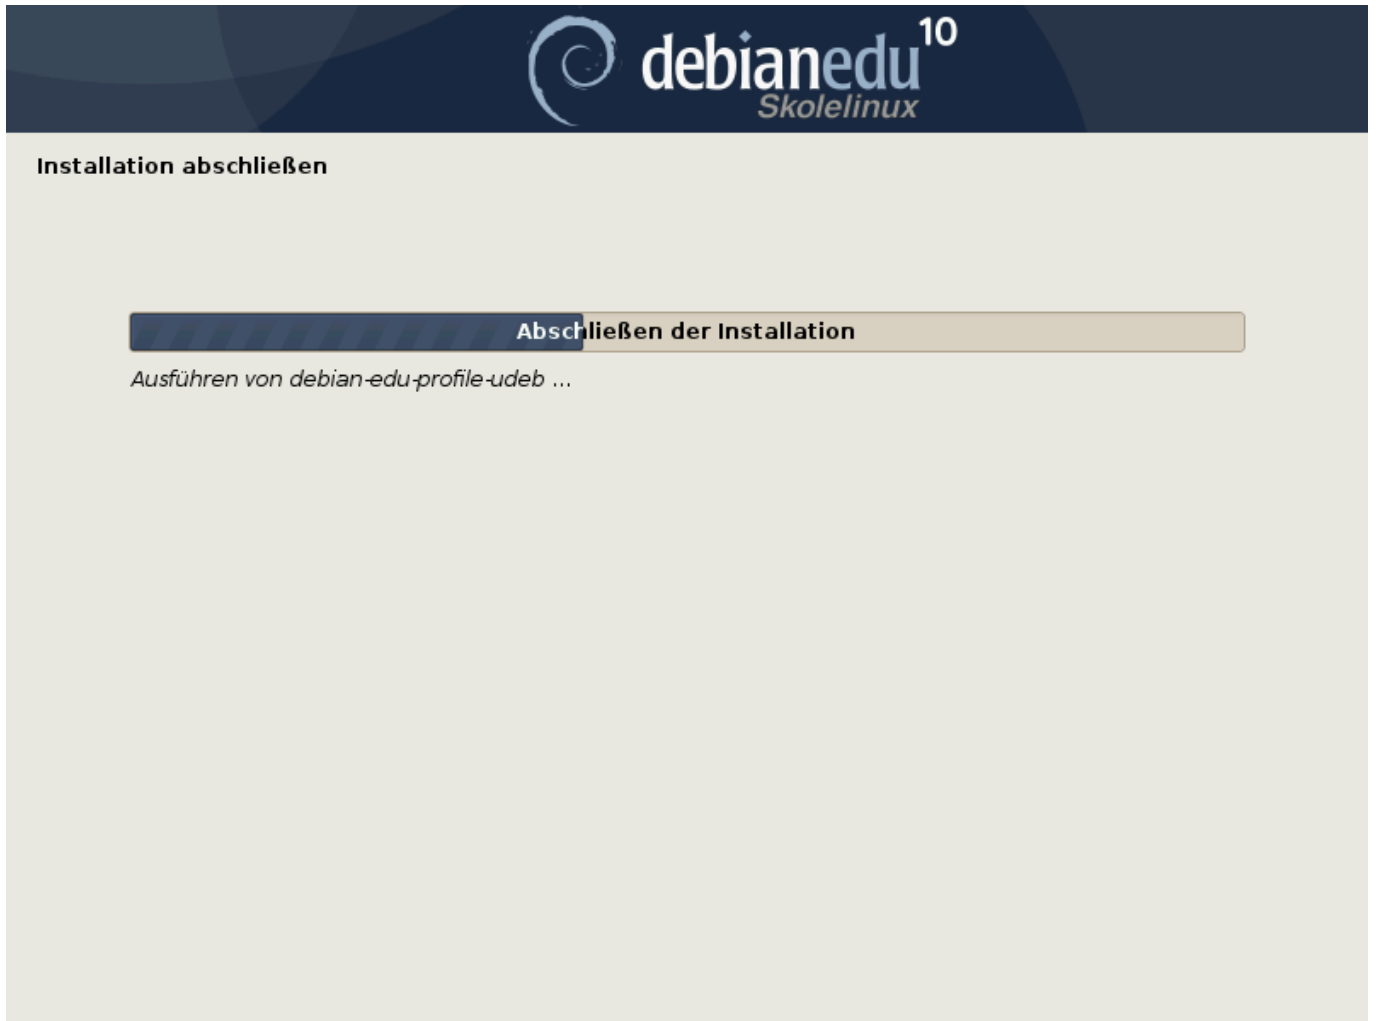 debianedu 10
Skolelinux
Installation abschließen
Abschließen der Installation
Ausführen von debian-edu-profile-udeb ...